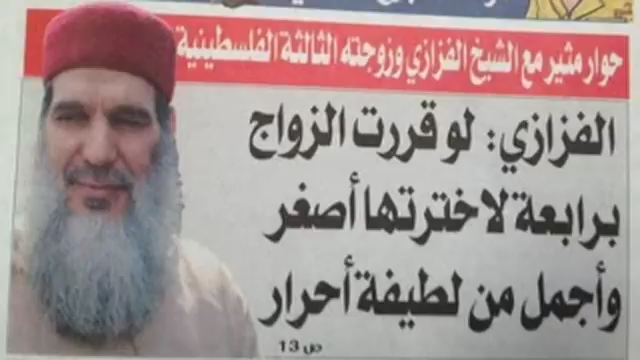 حوار مثير مع الشيخ الفزازي وزوجته الثالثة الفلسطينية
الفزازي: لو قررت الزواج
برابعة لاخترتها أصغر
وأجمل من لطيفة أحرار
ص 13